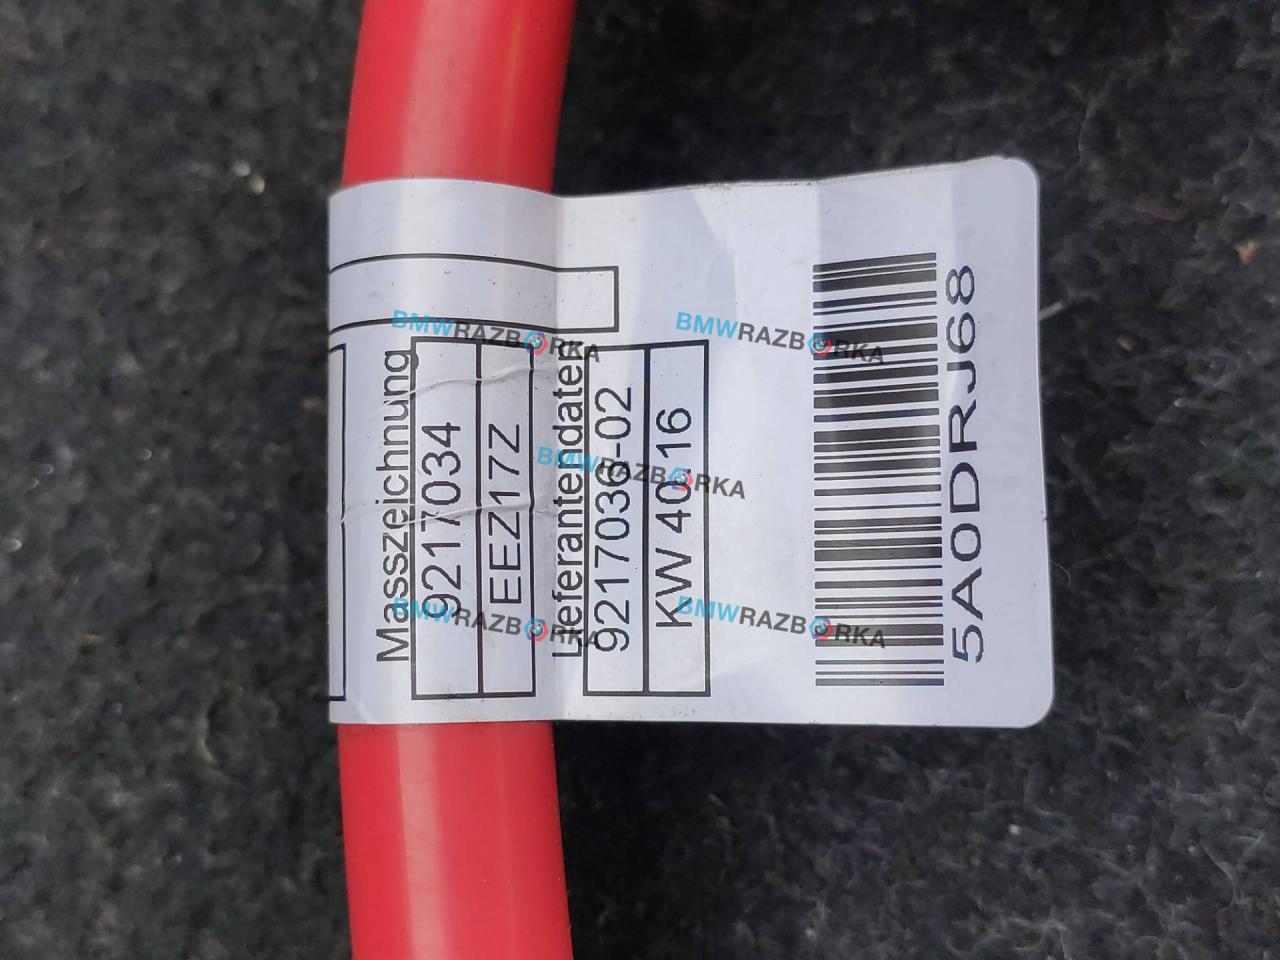 Masszeichnung
9217034
EEZ17Z
Lieferantendaten
9217036-02
KW 40.16
5A0DRJ68
BMWRAZBORKA
BMWRAZBORKA
BMWRAZBORKA
BMWRAZBORKA
BMWRAZBORKA